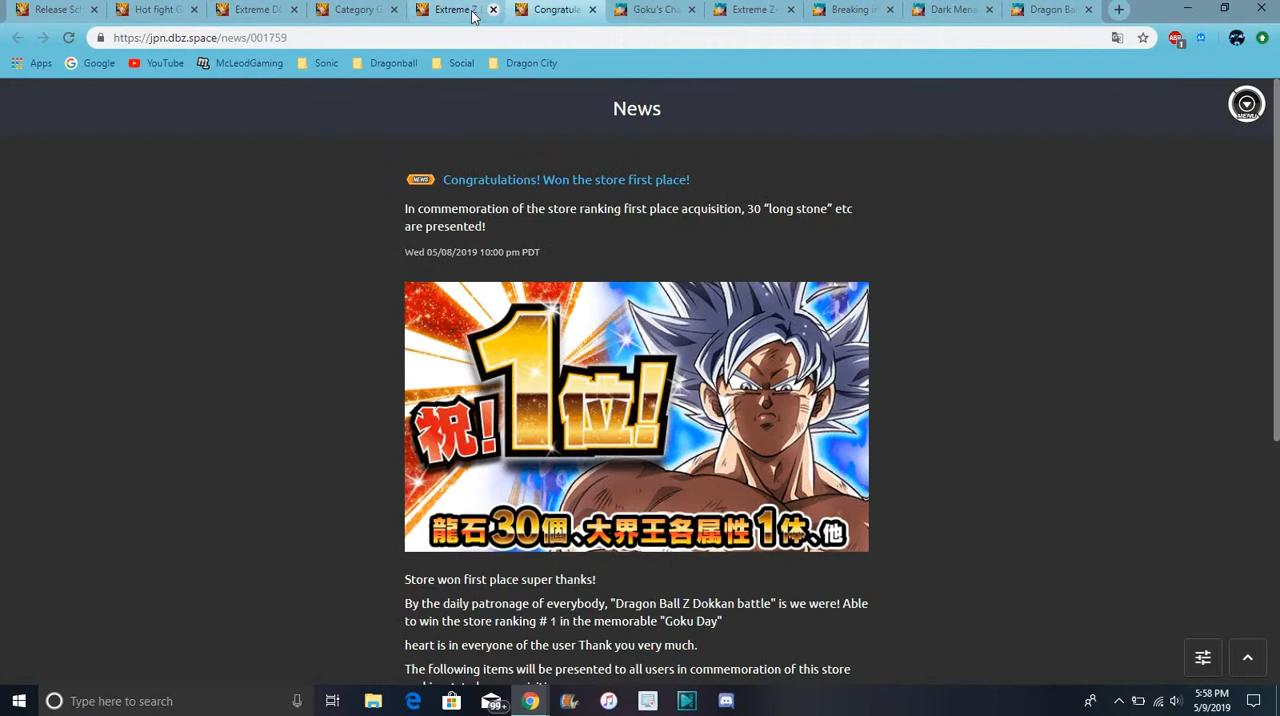 Release Sch
Hot fight G
Extreme D
Category G
Extreme Z
Congratula
Goku's Cha
Extreme Z-
Breaking in
Dark Mena
Dragon Bal
https://jpn.dbz.space/news/001759
ABP
1
Apps
Google
YouTube
McLeodGaming
Sonic
Dragonball
Social
Dragon City
News
MENU
NEWS
Congratulations! Won the store first place!
In commemoration of the store ranking first place acquisition, 30 “long stone” etc
are presented!
Wed 05/08/2019 10:00 pm PDT
祝!1位!
龍石30個、大界王各属性1体、他
Store won first place super thanks!
By the daily patronage of everybody, "Dragon Ball Z Dokkan battle" is we were! Able
to win the store ranking # 1 in the memorable "Goku Day"
heart is in everyone of the user Thank you very much.
The following items will be presented to all users in commemoration of this store
Type here to search
99+
5:58 PM
5/9/2019